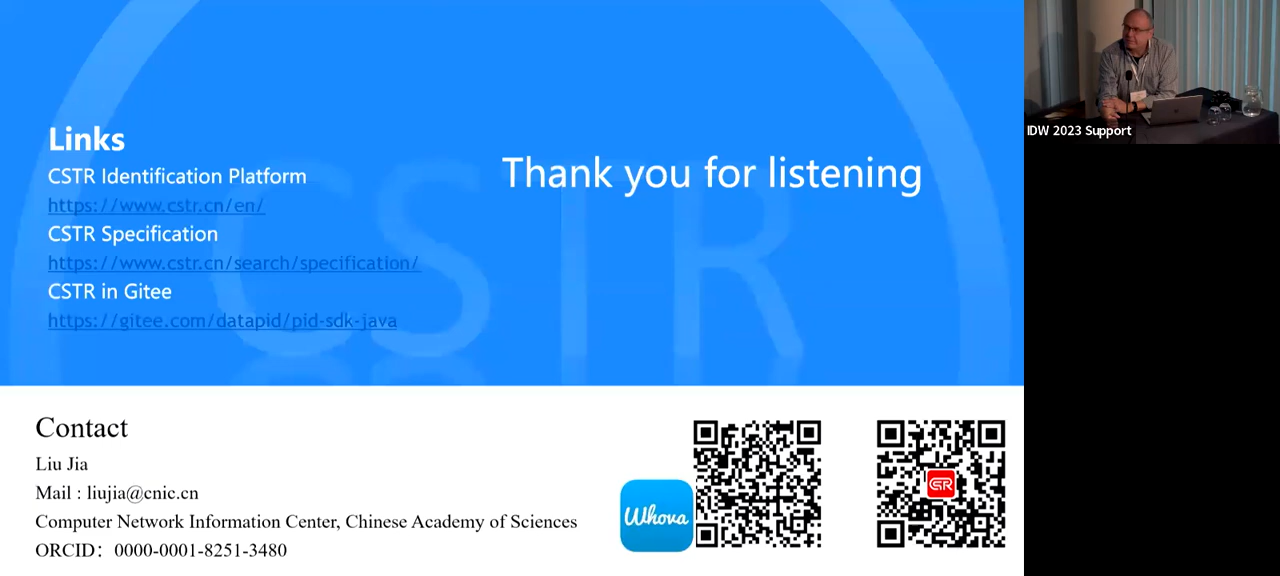 Links
CSTR Identification Platform
https://www.cstr.cn/en/
CSTR Specification
https://www.cstr.cn/search/specification/
CSTR in Gitee
https://gitee.com/datapid/pid-sdk-java
Thank you for listening
CSTR
Contact
Liu Jia
Mail : liujia@cnic.cn
Computer Network Information Center, Chinese Academy of Sciences
ORCID：0000-0001-8251-3480
Whova
IDW 2023 Support